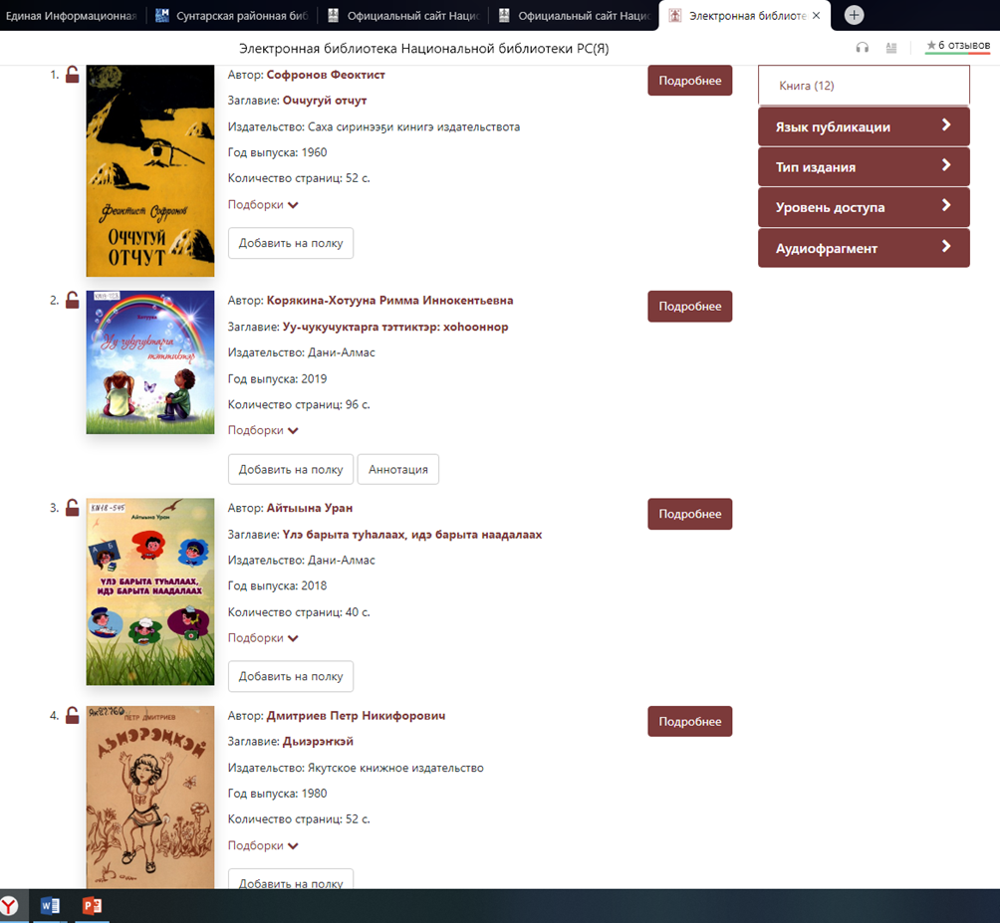 Единая Информационная
Сунтарская районная биб
Официальный сайт Нацио
Официальный сайт Нацио
Электронная библиоте
Электронная библиотека Национальной библиотеки РС(Я)
6 отзывов
1.
Феоктист Софронов
ОЧЧУГУЙ
ОТЧУТ
Автор: Софронов Феоктист
Заглавие: Оччугуй отчут
Издательство: Саха сиринээҕи кинигэ издательствота
Год выпуска: 1960
Количество страниц: 52 с.
Подборки
Добавить на полку
Подробнее
Книга (12)
Язык публикации
Тип издания
Уровень доступа
Аудиофрагмент
2.
Хотууна
Уу чукучуктарга
тэттиктэр
Автор: Корякина-Хотууна Римма Иннокентьевна
Заглавие: Уу-чукучуктарга тэттиктэр: хоһооннор
Издательство: Дани-Алмас
Год выпуска: 2019
Количество страниц: 96 с.
Подборки
Добавить на полку
Аннотация
Подробнее
3.
КN18-545
Айтыына Уран
А Б
ҮЛЭ БАРЫТА ТУҺАЛААХ,
ИДЭ БАРЫТА НААДАЛААХ
Автор: Айтыына Уран
Заглавие: Үлэ барыта туһалаах, идэ барыта наадалаах
Издательство: Дани-Алмас
Год выпуска: 2018
Количество страниц: 40 с.
Подборки
Добавить на полку
Подробнее
4.
ПЕТР ДМИТРИЕВ
ДЬИЭРЭҤКЭЙ
Автор: Дмитриев Петр Никифорович
Заглавие: Дьиэрэҥкэй
Издательство: Якутское книжное издательство
Год выпуска: 1980
Количество страниц: 52 с.
Подборки
Добавить на полку
Подробнее